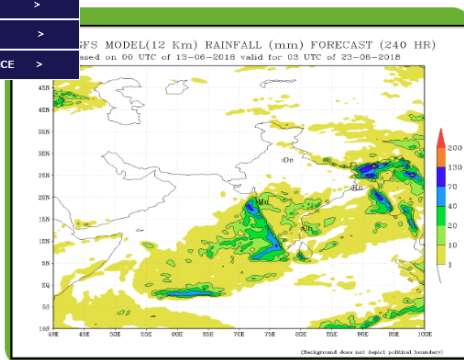 >
>
CE >
GFS MODEL(12 Km) RAINFALL (mm) FORECAST (240 HR)
ased on 00 UTC of 13-06-2018 valid for 03 UTC of 23-06-2018
45N
40N
35N
30N
25N
20N
15N
10N
5N
5S
10S
De
Ko
Mu
Ch
200
130
70
40
20
10
1
40E 45E 50E 55E 60E 65E 70E 75E 80E 85E 90E 95E 100E
(Background does not depict political boundary)